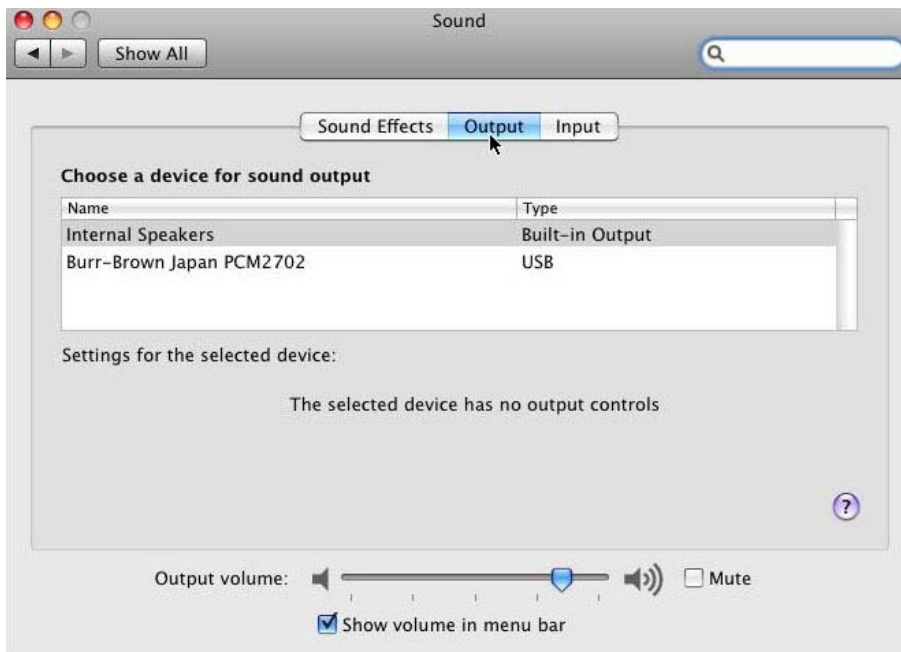 Sound
Show All
Sound Effects Output Input
Choose a device for sound output
Name Type
Internal Speakers Built-in Output
Burr-Brown Japan PCM2702 USB
Settings for the selected device:
The selected device has no output controls
?
Output volume: Mute
Show volume in menu bar